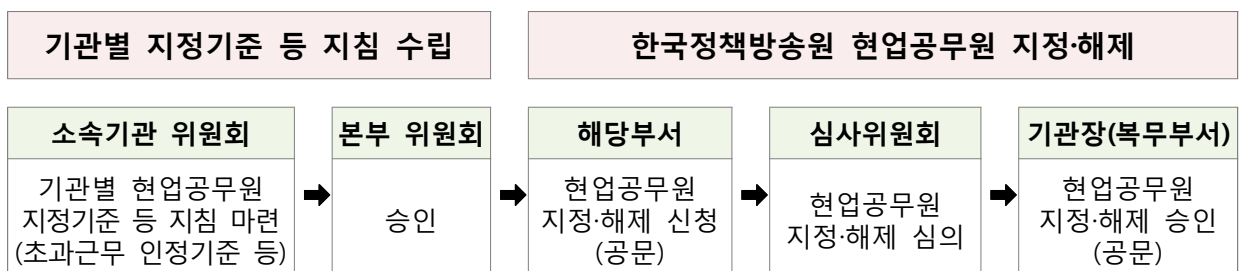 기관별 지정기준 등 지침 수립
한국정책방송원 현업공무원 지정·해제
소속기관 위원회
기관별 현업공무원
지정기준 등 지침 마련
(초과근무 인정기준 등)
본부 위원회
승인
해당부서
현업공무원
지정·해제 신청
(공문)
심사위원회
현업공무원
지정·해제 심의
기관장(복무부서)
현업공무원
지정·해제 승인
(공문)